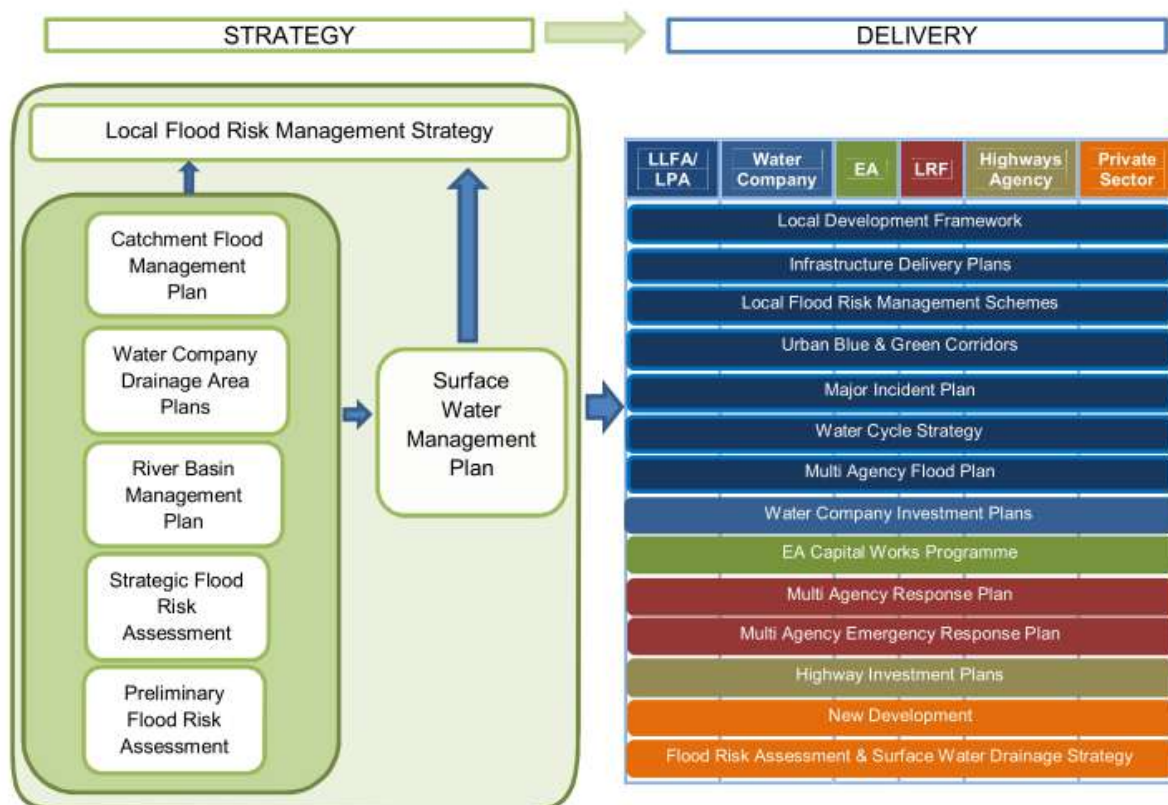 STRATEGY
DELIVERY
Local Flood Risk Management Strategy
Catchment Flood
Management
Plan
Water Company
Drainage Area
Plans
River Basin
Management
Plan
Strategic Flood
Risk
Assessment
Preliminary
Flood Risk
Assessment
Surface
Water
Management
Plan
LLFA/
LPA
Water
Company
EA
LRF
Highways
Agency
Private
Sector
Local Development Framework
Infrastructure Delivery Plans
Local Flood Risk Management Schemes
Urban Blue & Green Corridors
Major Incident Plan
Water Cycle Strategy
Multi Agency Flood Plan
Water Company Investment Plans
EA Capital Works Programme
Multi Agency Response Plan
Multi Agency Emergency Response Plan
Highway Investment Plans
New Development
Flood Risk Assessment & Surface Water Drainage Strategy